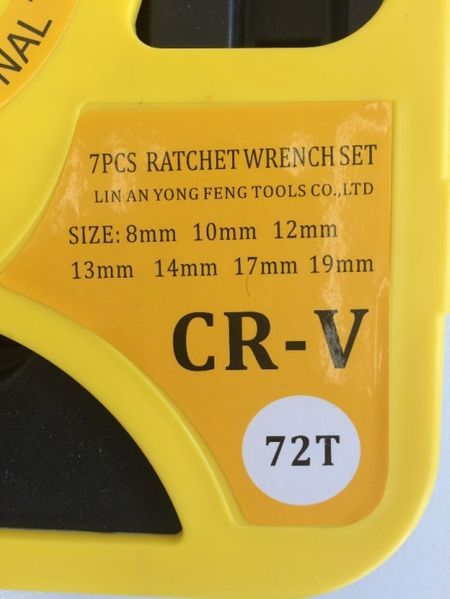 NAL
7PCS RATCHET WRENCH SET
LIN AN YONG FENG TOOLS CO.,LTD
SIZE: 8mm 10mm 12mm
13mm 14mm 17mm 19mm
CR-V
72T